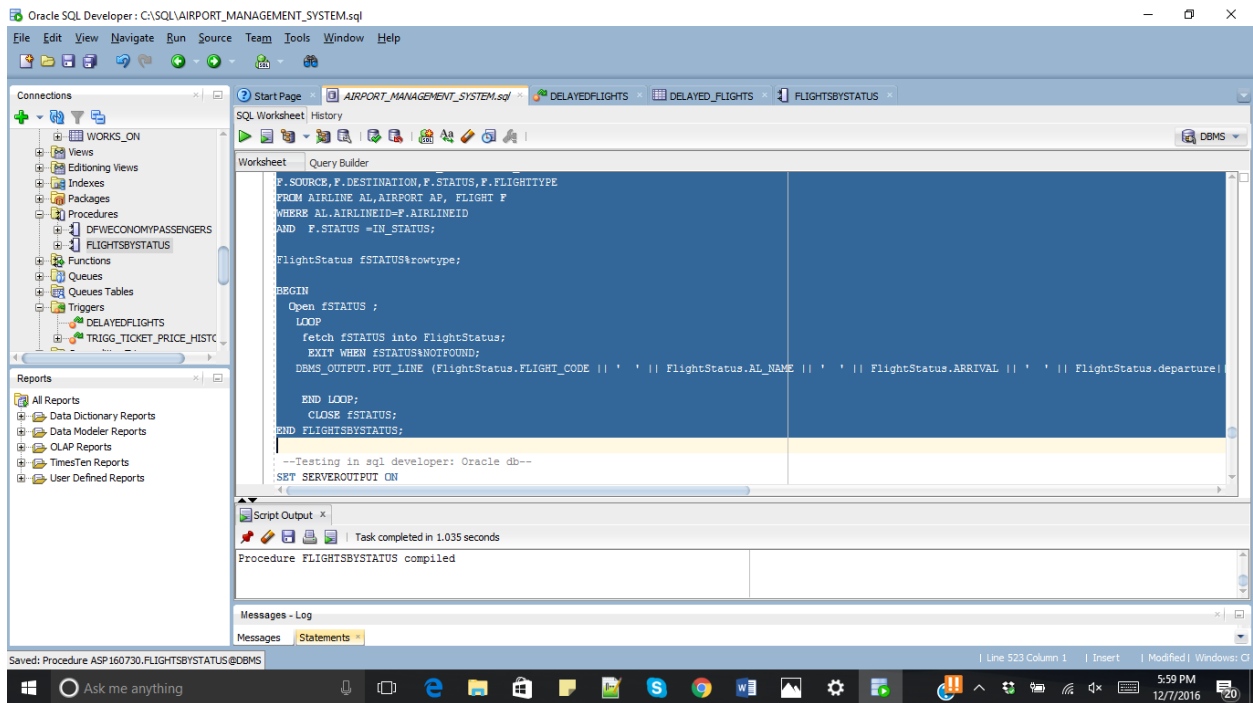 Oracle SQL Developer : C:\SQL\AIRPORT_MANAGEMENT_SYSTEM.sql
File Edit View Navigate Run Source Team Tools Window Help
Connections
WORKS_ON
Views
Editioning Views
Indexes
Packages
Procedures
DFWECONOMYPASSENGERS
FLIGHTSBYSTATUS
Functions
Queues
Queues Tables
Triggers
DELAYEDFLIGHTS
TRIGG_TICKET_PRICE_HISTC
Reports
All Reports
Data Dictionary Reports
Data Modeler Reports
OLAP Reports
TimesTen Reports
User Defined Reports
Start Page AIRPORT_MANAGEMENT_SYSTEM.sql DELAYEDFLIGHTS DELAYED_FLIGHTS FLIGHTSBYSTATUS
SQL Worksheet History
DBMS
Worksheet Query Builder
F.SOURCE,F.DESTINATION,F.STATUS,F.FLIGHTTYPE
FROM AIRLINE AL,AIRPORT AP, FLIGHT F
WHERE AL.AIRLINEID=F.AIRLINEID
AND F.STATUS =IN_STATUS;
FlightStatus fSTATUS%rowtype;
BEGIN
Open fSTATUS ;
LOOP
fetch fSTATUS into FlightStatus;
EXIT WHEN fSTATUS%NOTFOUND;
DBMS_OUTPUT.PUT_LINE (FlightStatus.FLIGHT_CODE || ' ' || FlightStatus.AL_NAME || ' ' || FlightStatus.ARRIVAL || ' ' || FlightStatus.departure||
END LOOP;
CLOSE fSTATUS;
END FLIGHTSBYSTATUS;
--Testing in sql developer: Oracle db--
SET SERVEROUTPUT ON
Script Output
Task completed in 1.035 seconds
Procedure FLIGHTSBYSTATUS compiled
Messages - Log
Messages Statements
Saved: Procedure ASP160730.FLIGHTSBYSTATUS@DBMS
Line 523 Column 1 | Insert | Modified | Windows: CF
Ask me anything
5:59 PM
12/7/2016
20